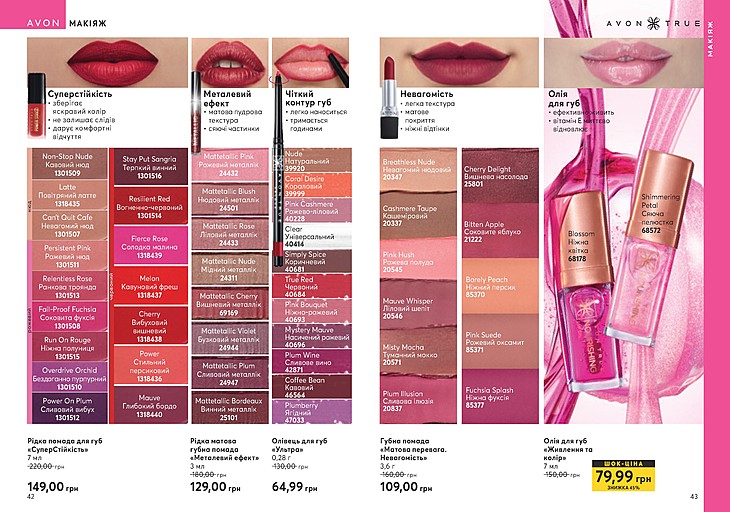 AVON
МАКІЯЖ
AVON TRUE
МАКІЯЖ
Суперстійкість
• зберігає
яскравий колір
• не залишає слідів
• дарує комфортні
відчуття
Металевий
ефект
• матова пудрова
текстура
• сяючі частинки
Чіткий
контур губ
• легко наноситься
• тримається
годинами
Невагомість
• легка текстура
• матове
покриття
• ніжні відтінки
Олія
для губ
• ефективно живить
• вітамін Е миттєво
відновлює
Non-Stop Nude
Кавовий нюд
1301509
Latte
Повітряний латте
1318435
Can't Quit Cafe
Невагомий нюд
1301507
Persistent Pink
Рожевий нюд
1301511
Relentless Rose
Ранкова троянда
1301513
Fail-Proof Fuchsia
Соковита фуксія
1301508
Run On Rouge
Ніжна полуниця
1301515
Overdrive Orchid
Бездоганно пурпурний
1301510
Power On Plum
Сливовий вибух
1301512
Stay Put Sangria
Терпкий винний
1301516
Resilient Red
Вогненно-червоний
1301514
Fierce Rose
Солодка малина
1318439
Melon
Кавуновий фреш
1318437
Cherry
Вибуховий
вишневий
1318438
Power
Стильний
персиковий
1318436
Mauve
Глибокий бордо
1318440
Mattetallic Pink
Рожевий металік
24432
Mattetallic Blush
Нюдовий металлік
24501
Mattetallic Rose
Ліловий металік
24433
Mattetallic Nude
Мідний металлік
24311
Mattetallic Cherry
Вишневий металлік
69169
Mattetallic Violet
Бузковий металік
24944
Mattetallic Plum
Сливовий металлік
24947
Mattetallic Bordeaux
Винний металік
25101
Nude
Натуральний
39920
Coral Desire
Кораловий
39999
Pink Cashmere
Рожево-ліловий
40228
Clear
Універсальний
40414
Simply Spice
Коричневий
40681
True Red
Червоний
40684
Pink Bouquet
Ніжно-рожевий
40692
Mystery Mauve
Насичений рожевий
40696
Plum Wine
Сливове вино
42871
Coffee Bean
Кавовий
46564
Plumberry
Ягідний
47033
Breathless Nude
Невагомий нюдовий
20347
Cashmere Taupe
Кашеміровий
20337
Pink Hush
Рожева полуда
20545
Mauve Whisper
Ліловий шепіт
20546
Misty Mocha
Туманний мокко
20571
Plum Illusion
Сливова ілюзія
20837
Cherry Delight
Вишнева насолода
25801
Bitten Apple
Соковите яблуко
21222
Barely Peach
Ніжний персик
85370
Pink Suede
Рожевий оксамит
85371
Fuchsia Splash
Ніжна фуксія
85377
Blossom
Ніжна
квітка
68178
Shimmering
Petal
Сяюча
пелюстка
68572
Рідка помада для губ
«СуперСтійкість»
7 мл
220,00 грн
149,00 грн
Рідка матова
губна помада
«Металевий ефект»
3 мл
180,00 грн
129,00 грн
Олівець для губ
«Ультра»
0,28 г
130,00 грн
64,99 грн
Губна помада
«Матова перевага.
Невагомість»
3,6 г
160,00 грн
109,00 грн
Олія для губ
«Живлення та
колір»
7 мл
150,00 грн
ШОК-ЦІНА
79,99 грн
ЗНИЖКА 45%
42
43